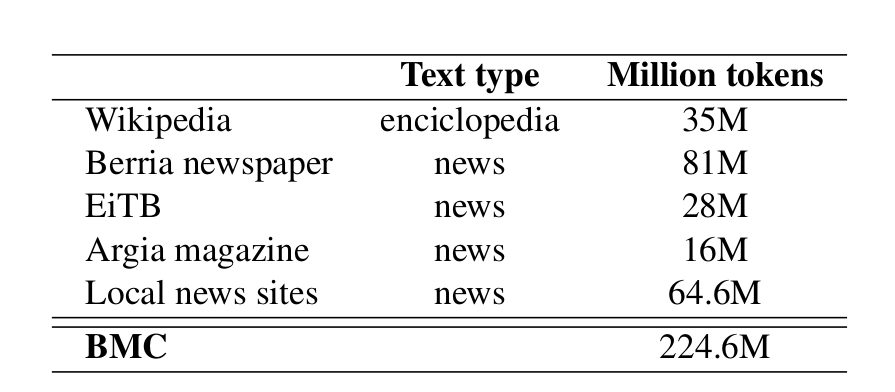 Text type Million tokens
Wikipedia enciclopedia 35M
Berria newspaper news 81M
EiTB news 28M
Argia magazine news 16M
Local news sites news 64.6M
BMC 224.6M